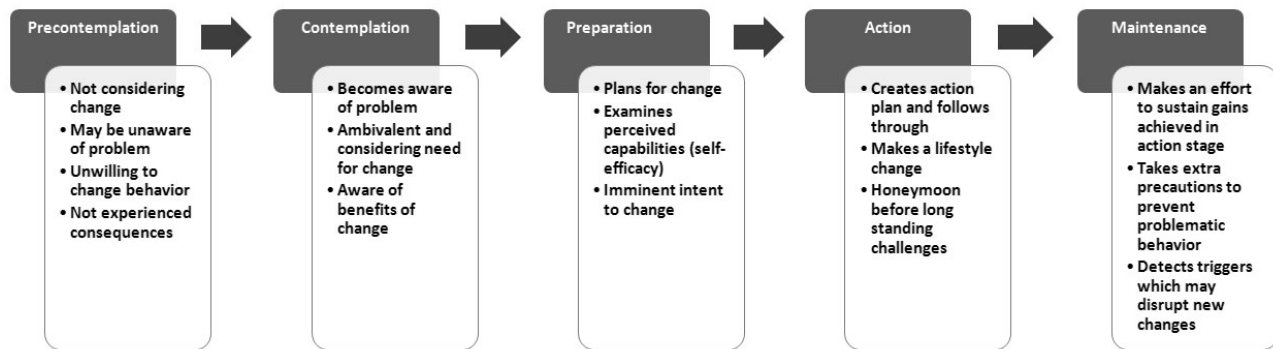 Precontemplation
• Not considering
change
• May be unaware
of problem
• Unwilling to
change behavior
• Not experienced
consequences
Contemplation
• Becomes aware
of problem
• Ambivalent and
considering need
for change
• Aware of
benefits of
change
Preparation
• Plans for change
• Examines
perceived
capabilities (self-
efficacy)
• Imminent intent
to change
Action
• Creates action
plan and follows
through
• Makes a lifestyle
change
• Honeymoon
before long
standing
challenges
Maintenance
• Makes an effort
to sustain gains
achieved in
action stage
• Takes extra
precautions to
prevent
problematic
behavior
• Detects triggers
which may
disrupt new
changes